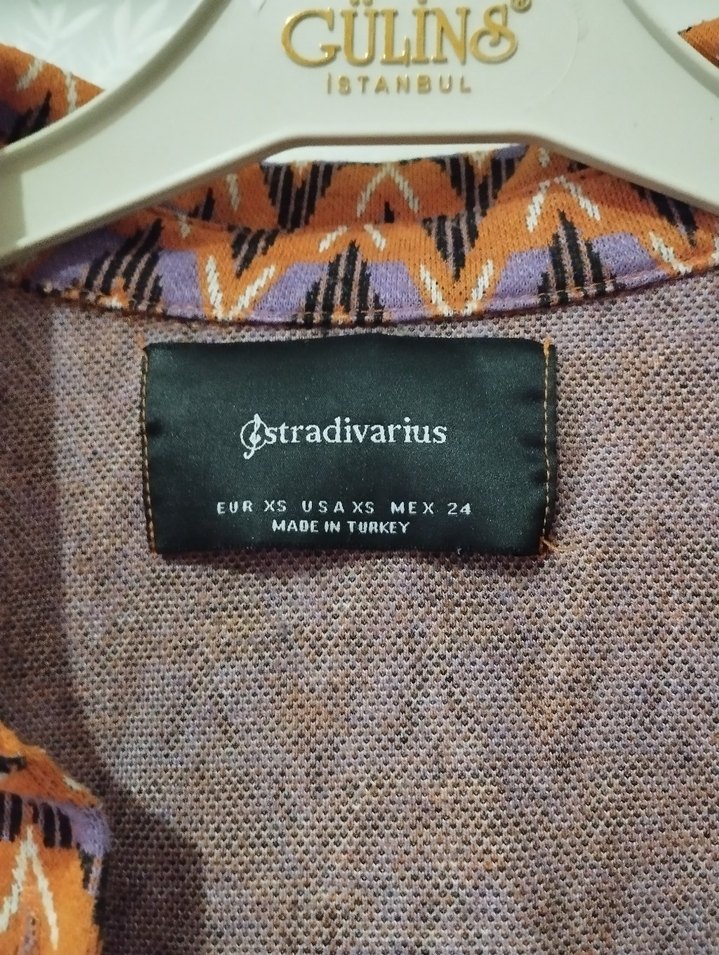 GÜLİNS®
İSTANBUL
stradivarius
EUR XS USA XS MEX 24
MADE IN TURKEY